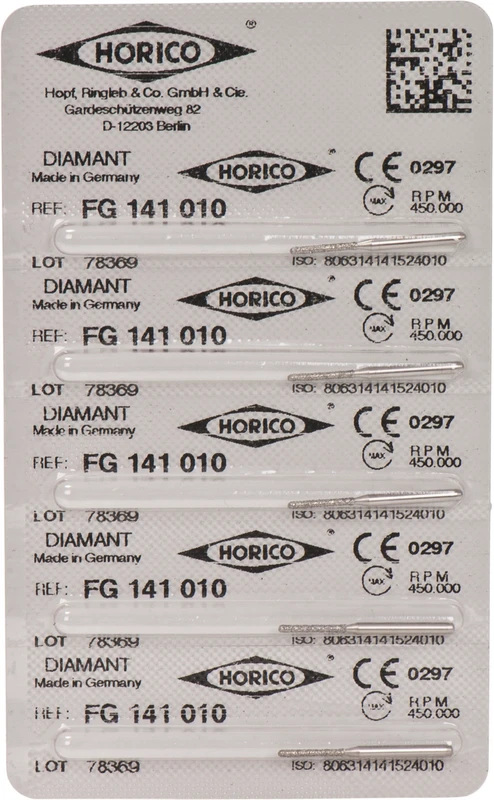 HORICO ®
Hopf, Ringleb & Co. GmbH & Cie.
Gardeschützenweg 82
D-12203 Berlin
DIAMANT HORICO ® CE 0297
Made in Germany MAX RPM
REF: FG 141 010 450.000
LOT 78369 ISO: 806314141524010
DIAMANT HORICO ® CE 0297
Made in Germany MAX RPM
REF: FG 141 010 450.000
LOT 78369 ISO: 806314141524010
DIAMANT HORICO ® CE 0297
Made in Germany MAX RPM
REF: FG 141 010 450.000
LOT 78369 ISO: 806314141524010
DIAMANT HORICO ® CE 0297
Made in Germany MAX RPM
REF: FG 141 010 450.000
LOT 78369 ISO: 806314141524010
DIAMANT HORICO ® CE 0297
Made in Germany MAX RPM
REF: FG 141 010 450.000
LOT 78369 ISO: 806314141524010